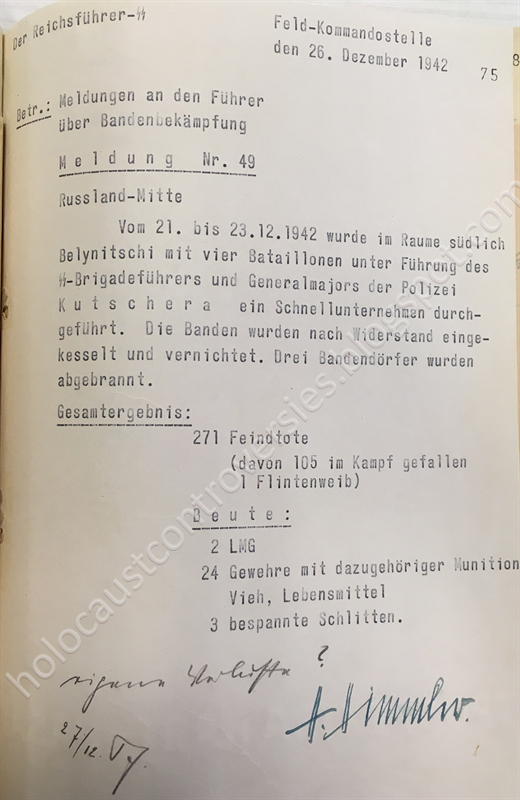 Der Reichsführer-SS
Feld-Kommandostelle
den 26. Dezember 1942
75
8
Betr.: Meldungen an den Führer
über Bandenbekämpfung
Meldung Nr. 49
Russland-Mitte
Vom 21. bis 23.12.1942 wurde im Raume südlich
Belynitschi mit vier Bataillonen unter Führung des
SS-Brigadeführers und Generalmajors der Polizei
Kutschera ein Schnellunternehmen durch-
geführt. Die Banden wurden nach Widerstand einge-
kesselt und vernichtet. Drei Bandendörfer wurden
abgebrannt.
Gesamtergebnis:
271 Feindtote
(davon 105 im Kampf gefallen
1 Flintenweib)
Beute:
2 LMG
24 Gewehre mit dazugehöriger Munition
Vieh, Lebensmittel
3 bespannte Schlitten.
eigene Verluste ?
H. Himmler.
27/12.
holocaustcontroversies.blogspot.com